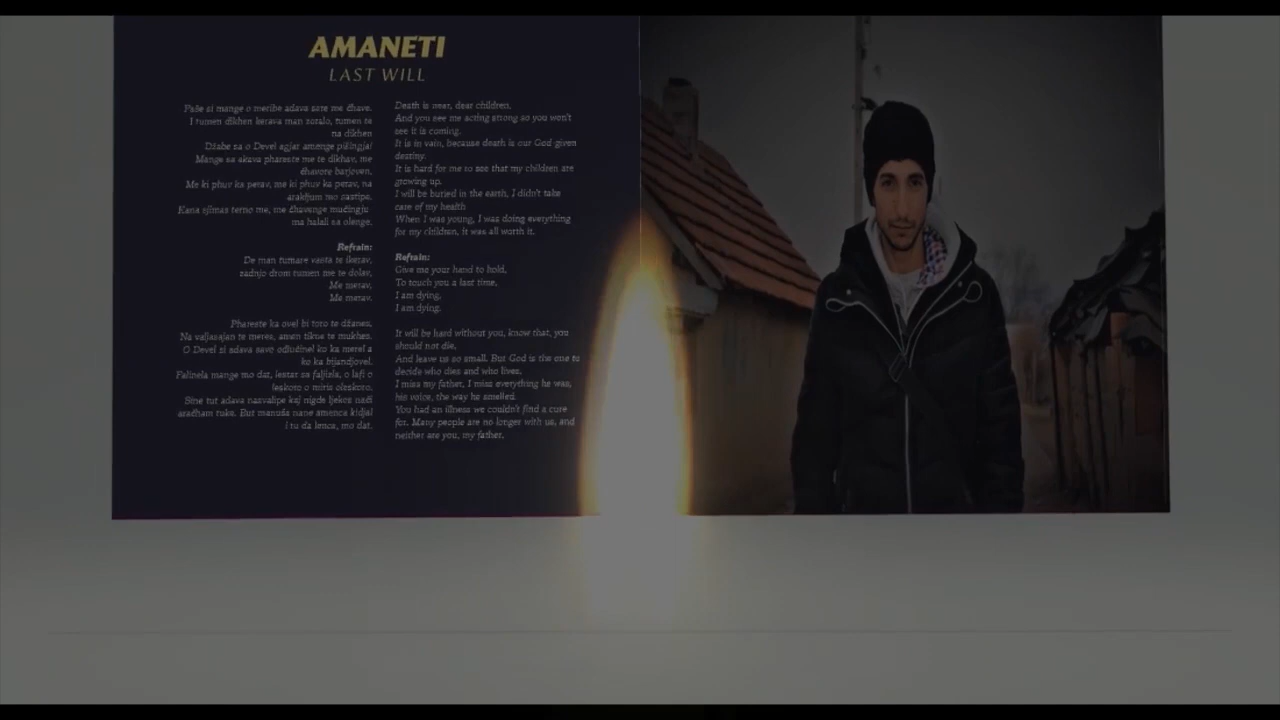 AMANETI
LAST WILL
Paše si mange o meribe adava sare me čhave.
I tumen dikhen kerava man zoralo, tumen te
na dikhen
Džabe sa o Devel agjar amenge pišingja!
Mange sa akava phareste me te dikhav, me
čhavore barjoven.
Me ki phuv ka perav, me ki phuv ka perav, na
arakljum mo sastipe.
Kana sjimas terno me, me čhavenge mučingju
ma halali sa olenge.
Refrain:
De man tumare vasta te ikerav,
zadnjo drom tumen me te dolav,
Me merav,
Me merav.
Phareste ka ovel bi toro te džanes,
Na valjasajan te meres, amen tikne te mukhes.
O Devel si adava savo odlučinel ko ka merel a
ko ka bijandjovel.
Falinela mange mo dat, lestar sa faljizla, o lafi o
leskoro o miris oleskoro.
Sine tut adava nasvalipe kaj nigde ljekos naši
aradham tuke. But manuša nane amenca kidjal
i tu da lenca, mo dat.
Death is near, dear children,
And you see me acting strong so you won't
see it is coming.
It is in vain, because death is our God given
destiny.
It is hard for me to see that my children are
growing up.
I will be buried in the earth, I didn't take
care of my health
When I was young, I was doing everything
for my children, it was all worth it.
Refrain:
Give me your hand to hold,
To touch you a last time,
I am dying,
I am dying.
It will be hard without you, know that, you
should not die,
And leave us so small. But God is the one to
decide who dies and who lives.
I miss my father, I miss everything he was,
his voice, the way he smelled.
You had an illness we couldn't find a cure
for. Many people are no longer with us, and
neither are you, my father.